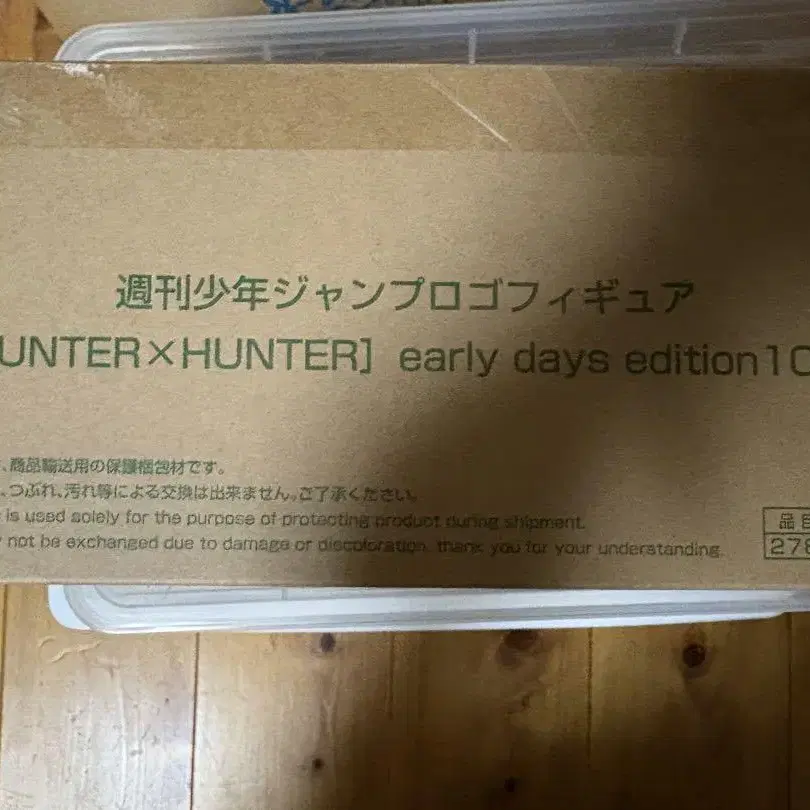 週刊少年ジャンプロゴフィギュア
UNTER×HUNTER] early days edition10
、商品輸送用の保護梱包材です。
、つぶれ、汚れ等による交換は出来ません。ご了承ください。
is used solely for the purpose of protecting product during shipment.
not be exchanged due to damage or discoloration. thank you for your understanding.
品目
278